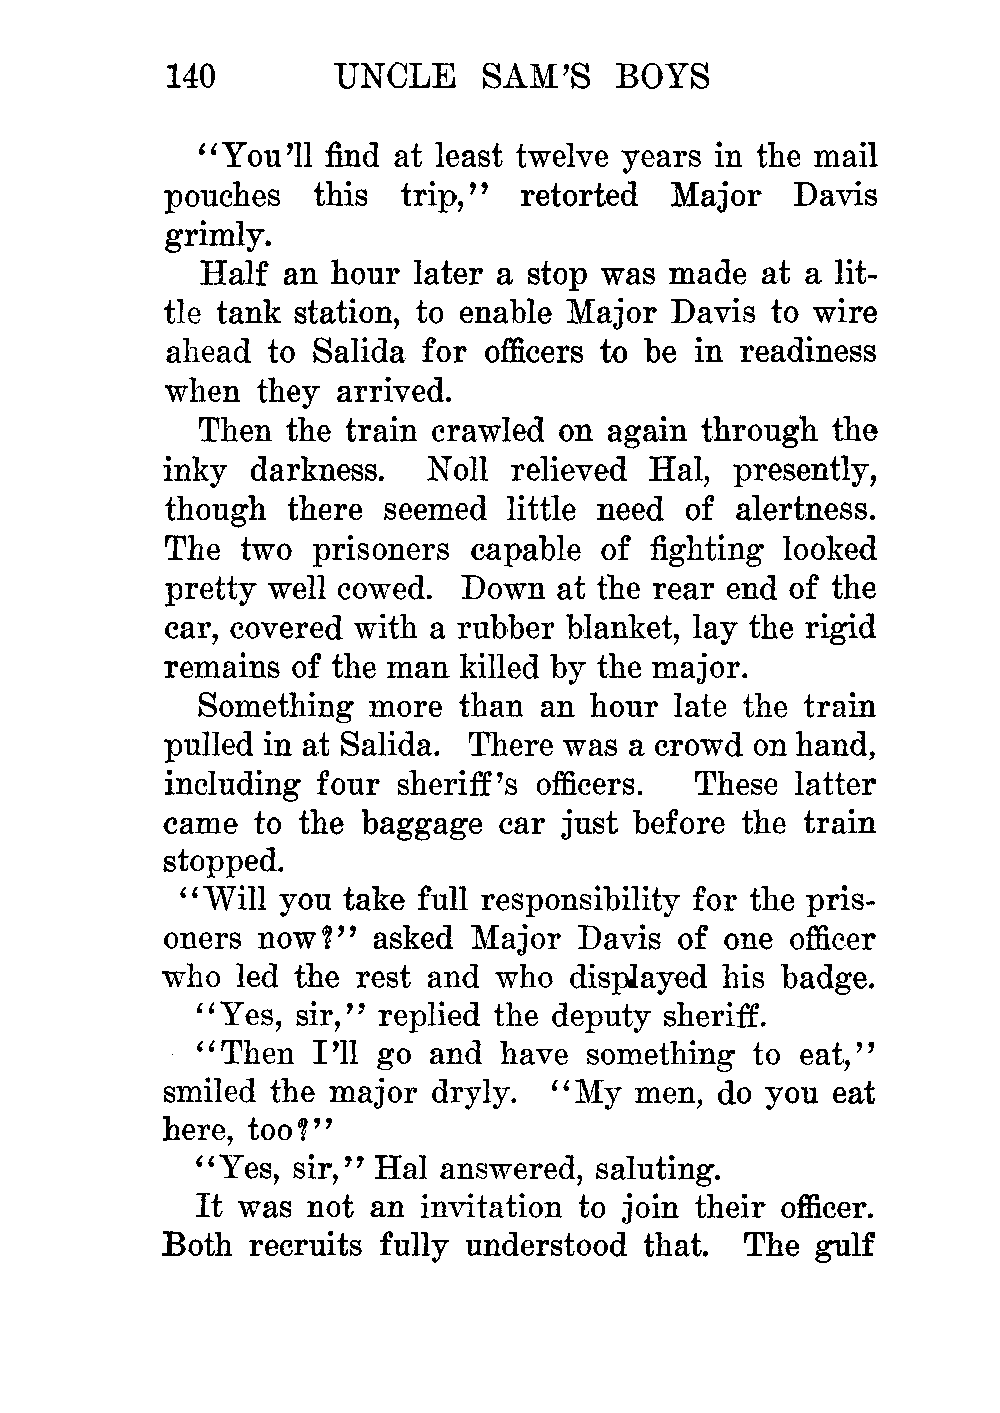 140 UNCLE SAM'S BOYS
"You'll find at least twelve years in the mail
pouches this trip," retorted Major Davis
grimly.
Half an hour later a stop was made at a lit-
tle tank station, to enable Major Davis to wire
ahead to Salida for officers to be in readiness
when they arrived.
Then the train crawled on again through the
inky darkness. Noll relieved Hal, presently,
though there seemed little need of alertness.
The two prisoners capable of fighting looked
pretty well cowed. Down at the rear end of the
car, covered with a rubber blanket, lay the rigid
remains of the man killed by the major.
Something more than an hour late the train
pulled in at Salida. There was a crowd on hand,
including four sheriff's officers. These latter
came to the baggage car just before the train
stopped.
"Will you take full responsibility for the pris-
oners now?" asked Major Davis of one officer
who led the rest and who displayed his badge.
"Yes, sir," replied the deputy sheriff.
"Then I'll go and have something to eat,"
smiled the major dryly. "My men, do you eat
here, too?"
"Yes, sir," Hal answered, saluting.
It was not an invitation to join their officer.
Both recruits fully understood that. The gulf